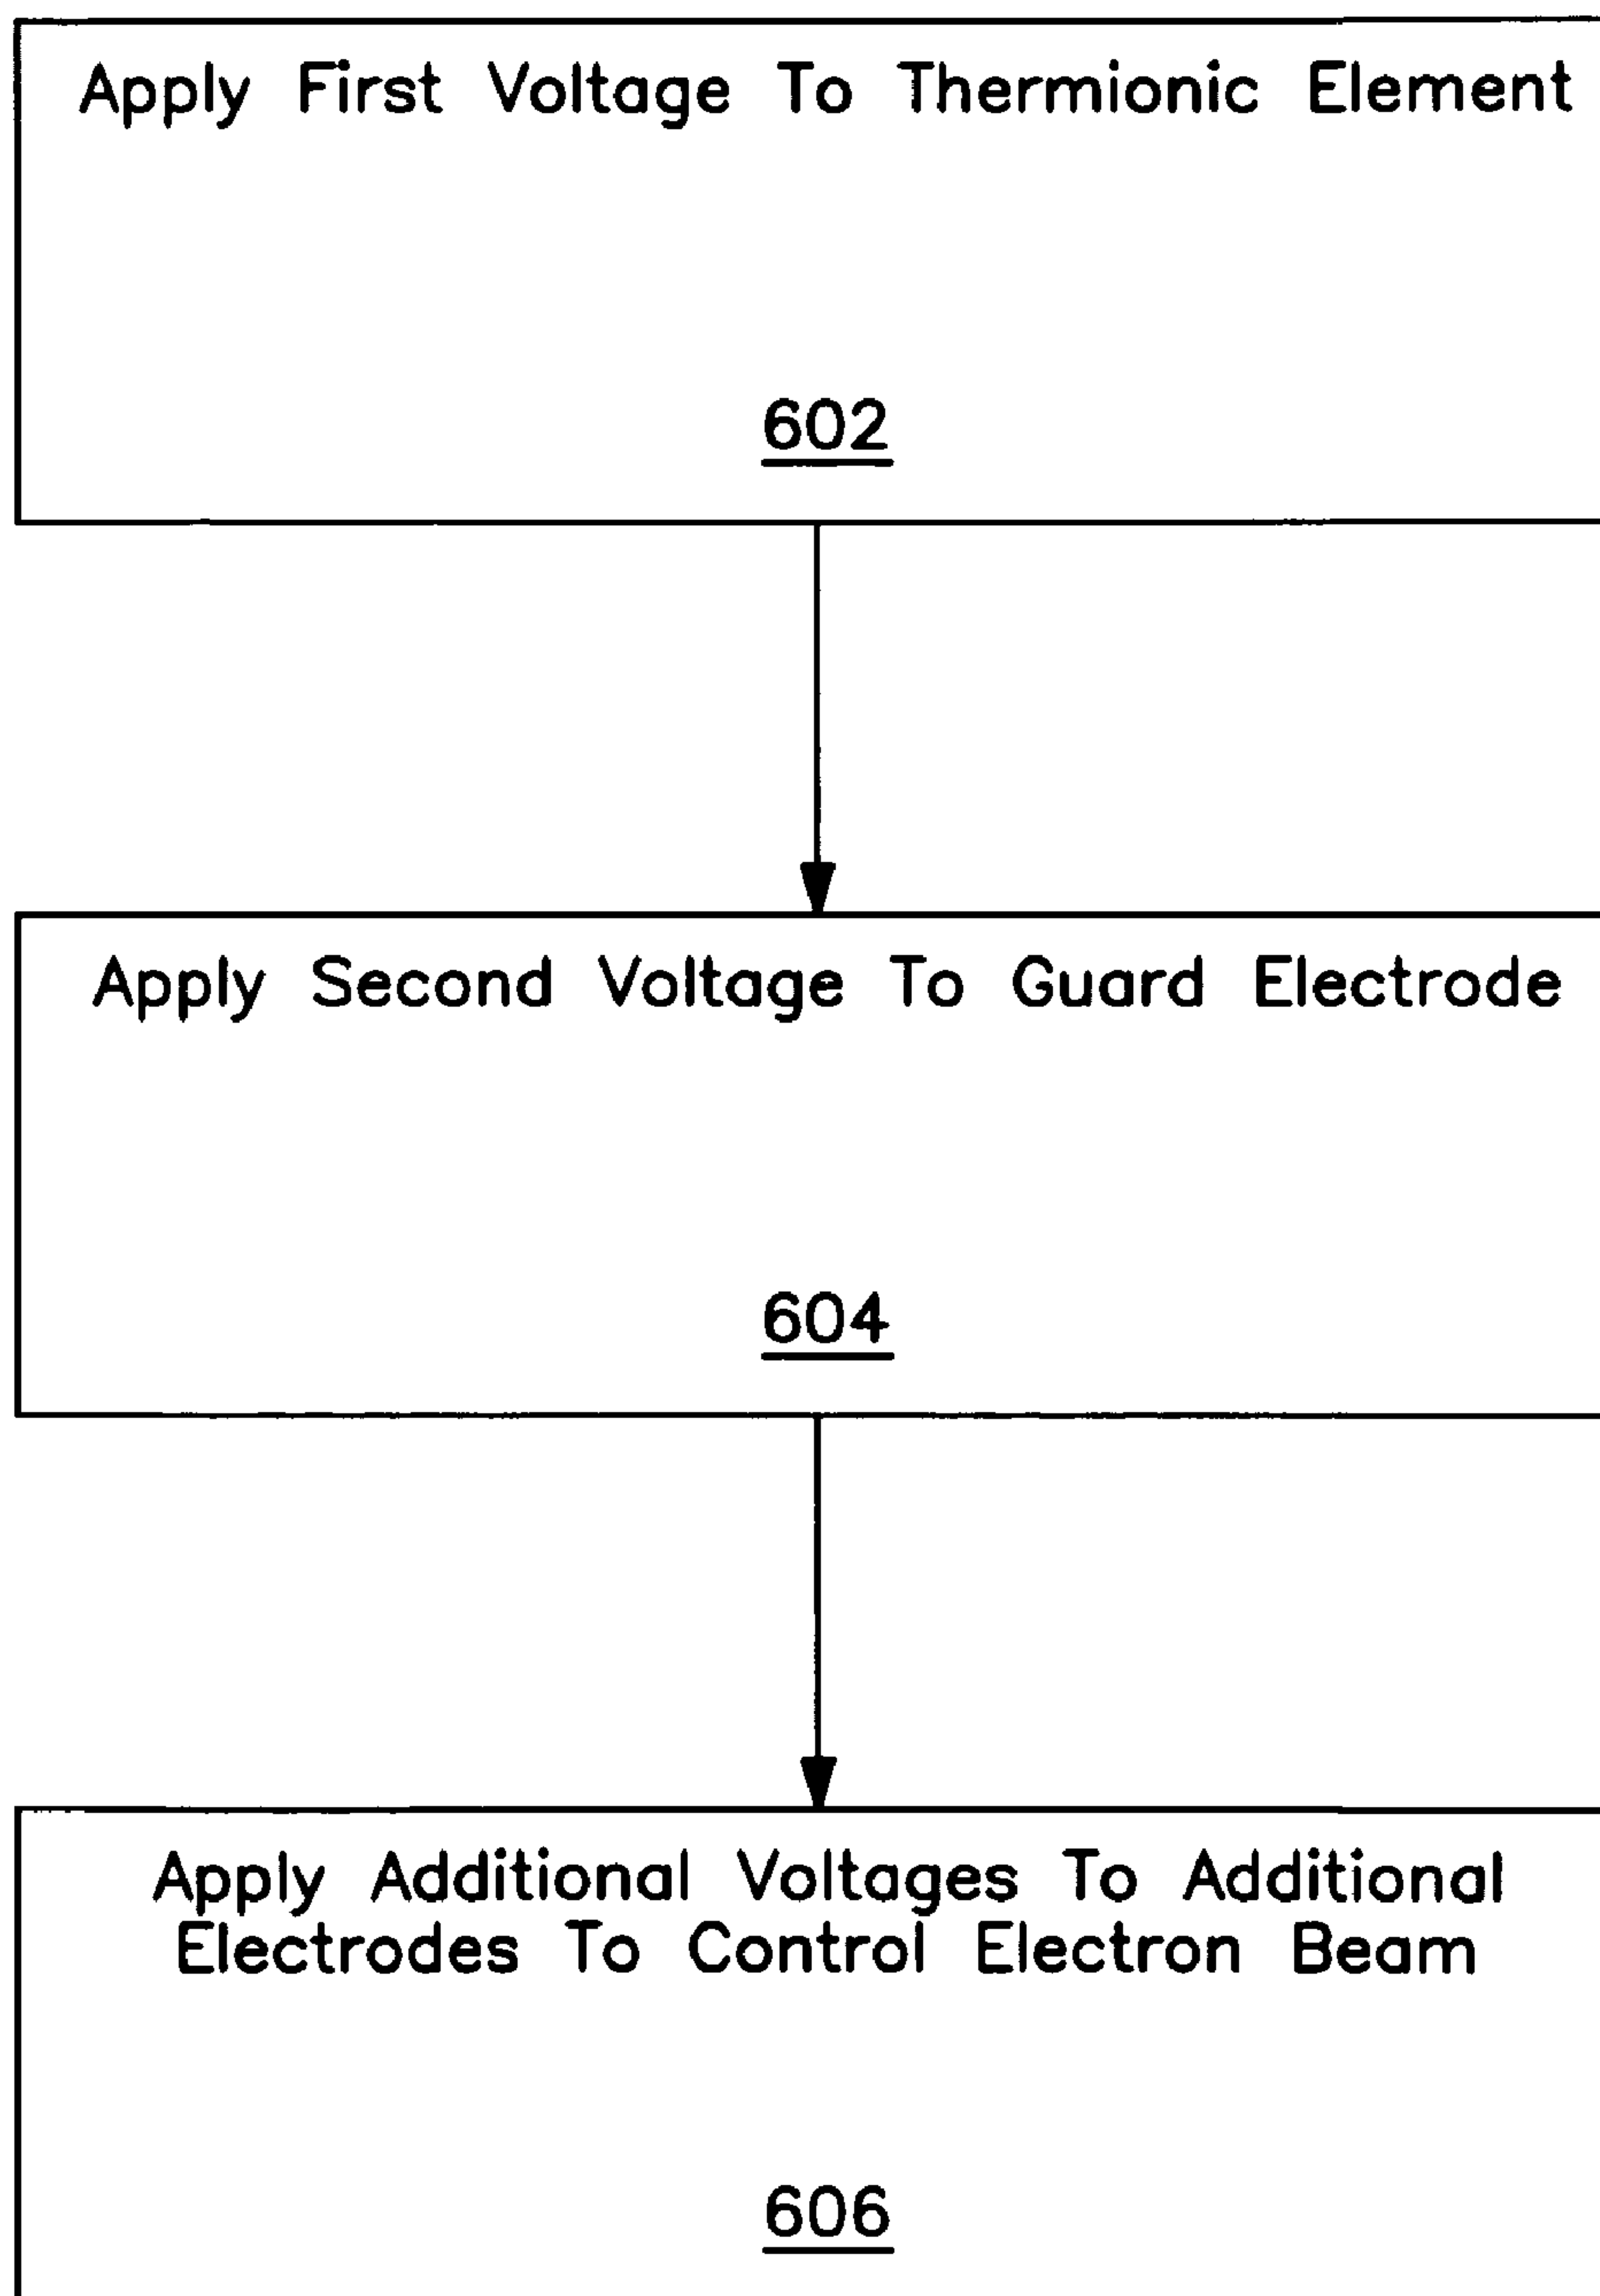 Apply First Voltage To Thermionic Element
602
Apply Second Voltage To Guard Electrode
604
Apply Additional Voltages To Additional
Electrodes To Control Electron Beam
606